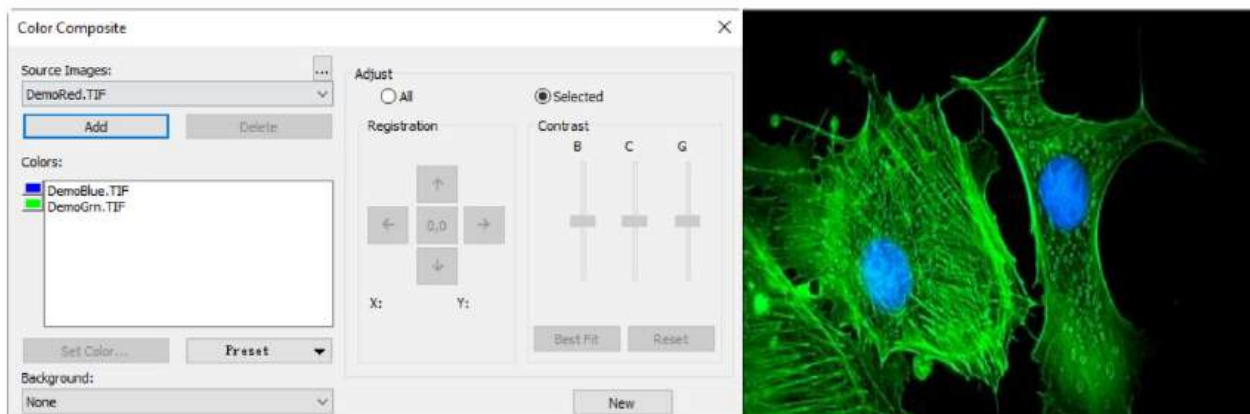 Color Composite
Source Images:
...
DemoRed.TIF
Add
Delete
Colors:
DemoBlue.TIF
DemoGrn.TIF
Set Color...
Preset
Background:
None
Adjust
All
Selected
Registration
0,0
X:
Y:
Contrast
B C G
Best Fit
Reset
New